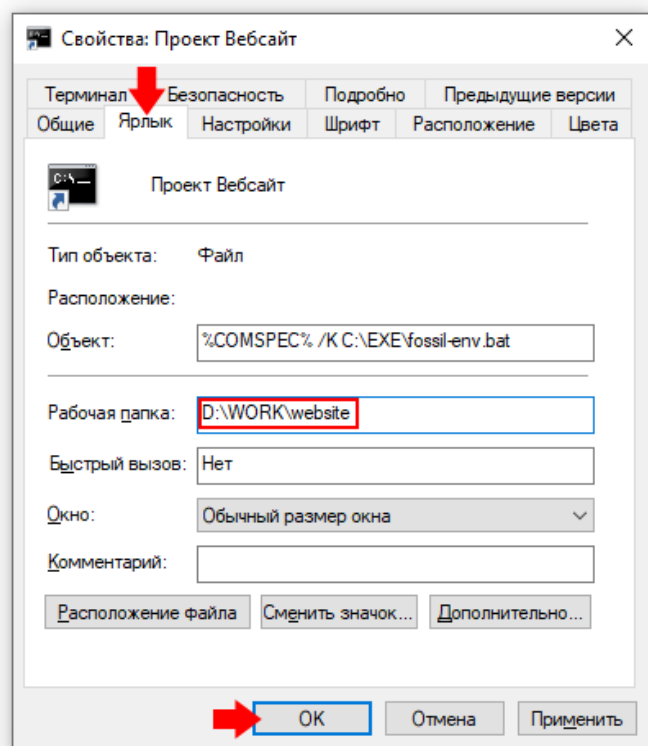 Свойства: Проект Вебсайт
Терминал Безопасность Подробно Предыдущие версии
Общие Ярлык Настройки Шрифт Расположение Цвета
C:\
Проект Вебсайт
Тип объекта: Файл
Расположение:
Объект: %COMSPEC% /K C:\EXE\fossil-env.bat
Рабочая папка: D:\WORK\website
Быстрый вызов: Нет
Окно: Обычный размер окна
Комментарий:
Расположение файла Сменить значок... Дополнительно...
OK Отмена Применить